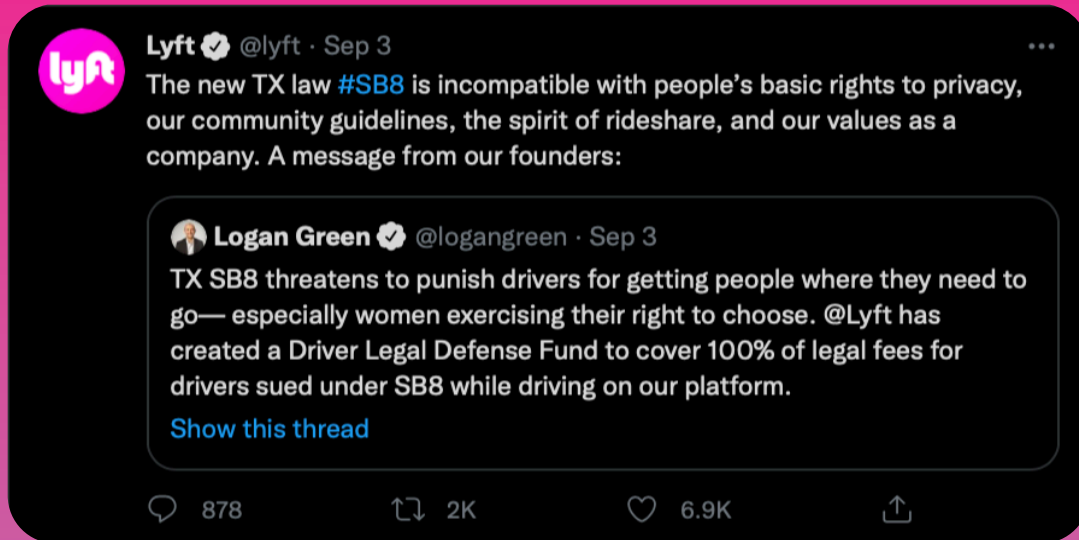 lyft
Lyft @lyft · Sep 3
The new TX law #SB8 is incompatible with people’s basic rights to privacy,
our community guidelines, the spirit of rideshare, and our values as a
company. A message from our founders:
Logan Green @logangreen · Sep 3
TX SB8 threatens to punish drivers for getting people where they need to
go— especially women exercising their right to choose. @Lyft has
created a Driver Legal Defense Fund to cover 100% of legal fees for
drivers sued under SB8 while driving on our platform.
Show this thread
878 2K 6.9K